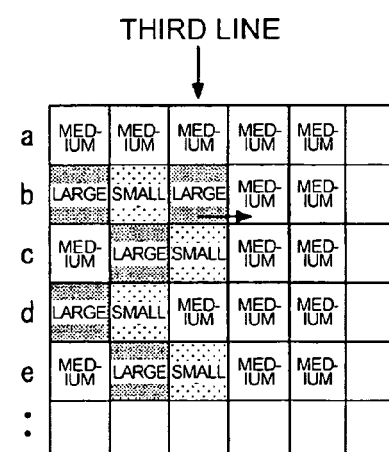 THIRD LINE
a MED-IUM MED-IUM MED-IUM MED-IUM MED-IUM
b LARGE SMALL LARGE MED-IUM MED-IUM
c MED-IUM LARGE SMALL MED-IUM MED-IUM
d LARGE SMALL MED-IUM MED-IUM MED-IUM
e MED-IUM LARGE SMALL MED-IUM MED-IUM